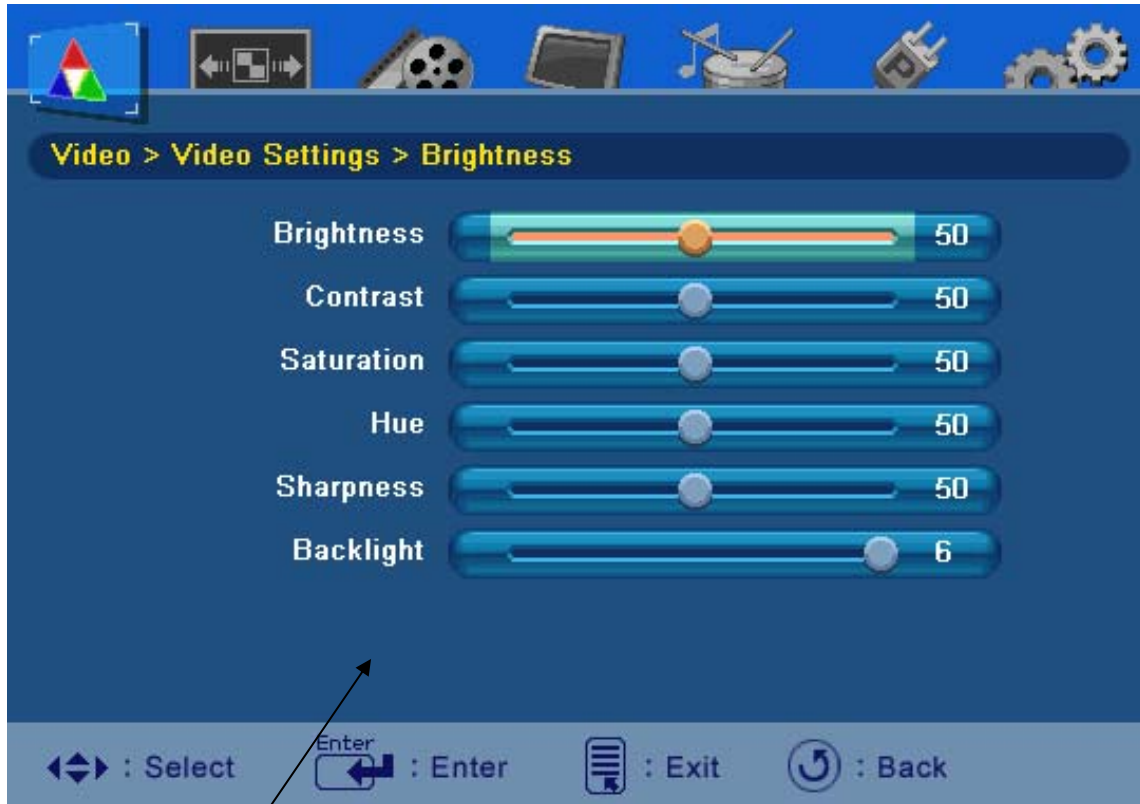 Video > Video Settings > Brightness
Brightness 50
Contrast 50
Saturation 50
Hue 50
Sharpness 50
Backlight 6
: Select Enter : Enter : Exit : Back